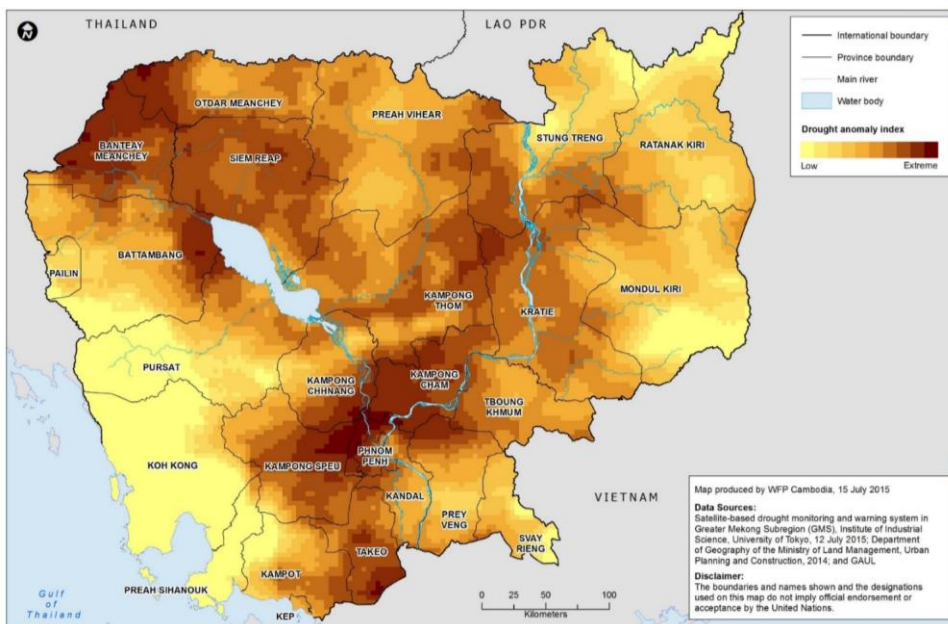 THAILAND
LAO PDR
N
International boundary
Province boundary
Main river
Water body
Drought anomaly index
Low
Extreme
OTDAR MEANCHEY
PREAH VIHEAR
STUNG TRENG
RATANAK KIRI
BANTEAY
MEANCHEY
SIEM REAP
BATTAMBANG
PAILIN
MONDUL KIRI
KAMPONG
THOM
KRATIE
PURSAT
KAMPONG
CHHNANG
KAMPONG
CHAM
TBOUNG
KHMUM
PHNOM
PENH
KOH KONG
KAMPONG SPEU
KANDAL
PREY
VENG
SVAY
RIENG
VIETNAM
TAKEO
KAMPOT
PREAH SIHANOUK
KEP
Gulf
of
Thailand
0 25 50 100
Kilometers
Map produced by WFP Cambodia, 15 July 2015
Data Sources:
Satellite-based drought monitoring and warning system in
Greater Mekong Subregion (GMS), Institute of Industrial
Science, University of Tokyo, 12 July 2015; Department
of Geography of the Ministry of Land Management, Urban
Planning and Construction, 2014; and GAUL
Disclaimer:
The boundaries and names shown and the designations
used on this map do not imply official endorsement or
acceptance by the United Nations.